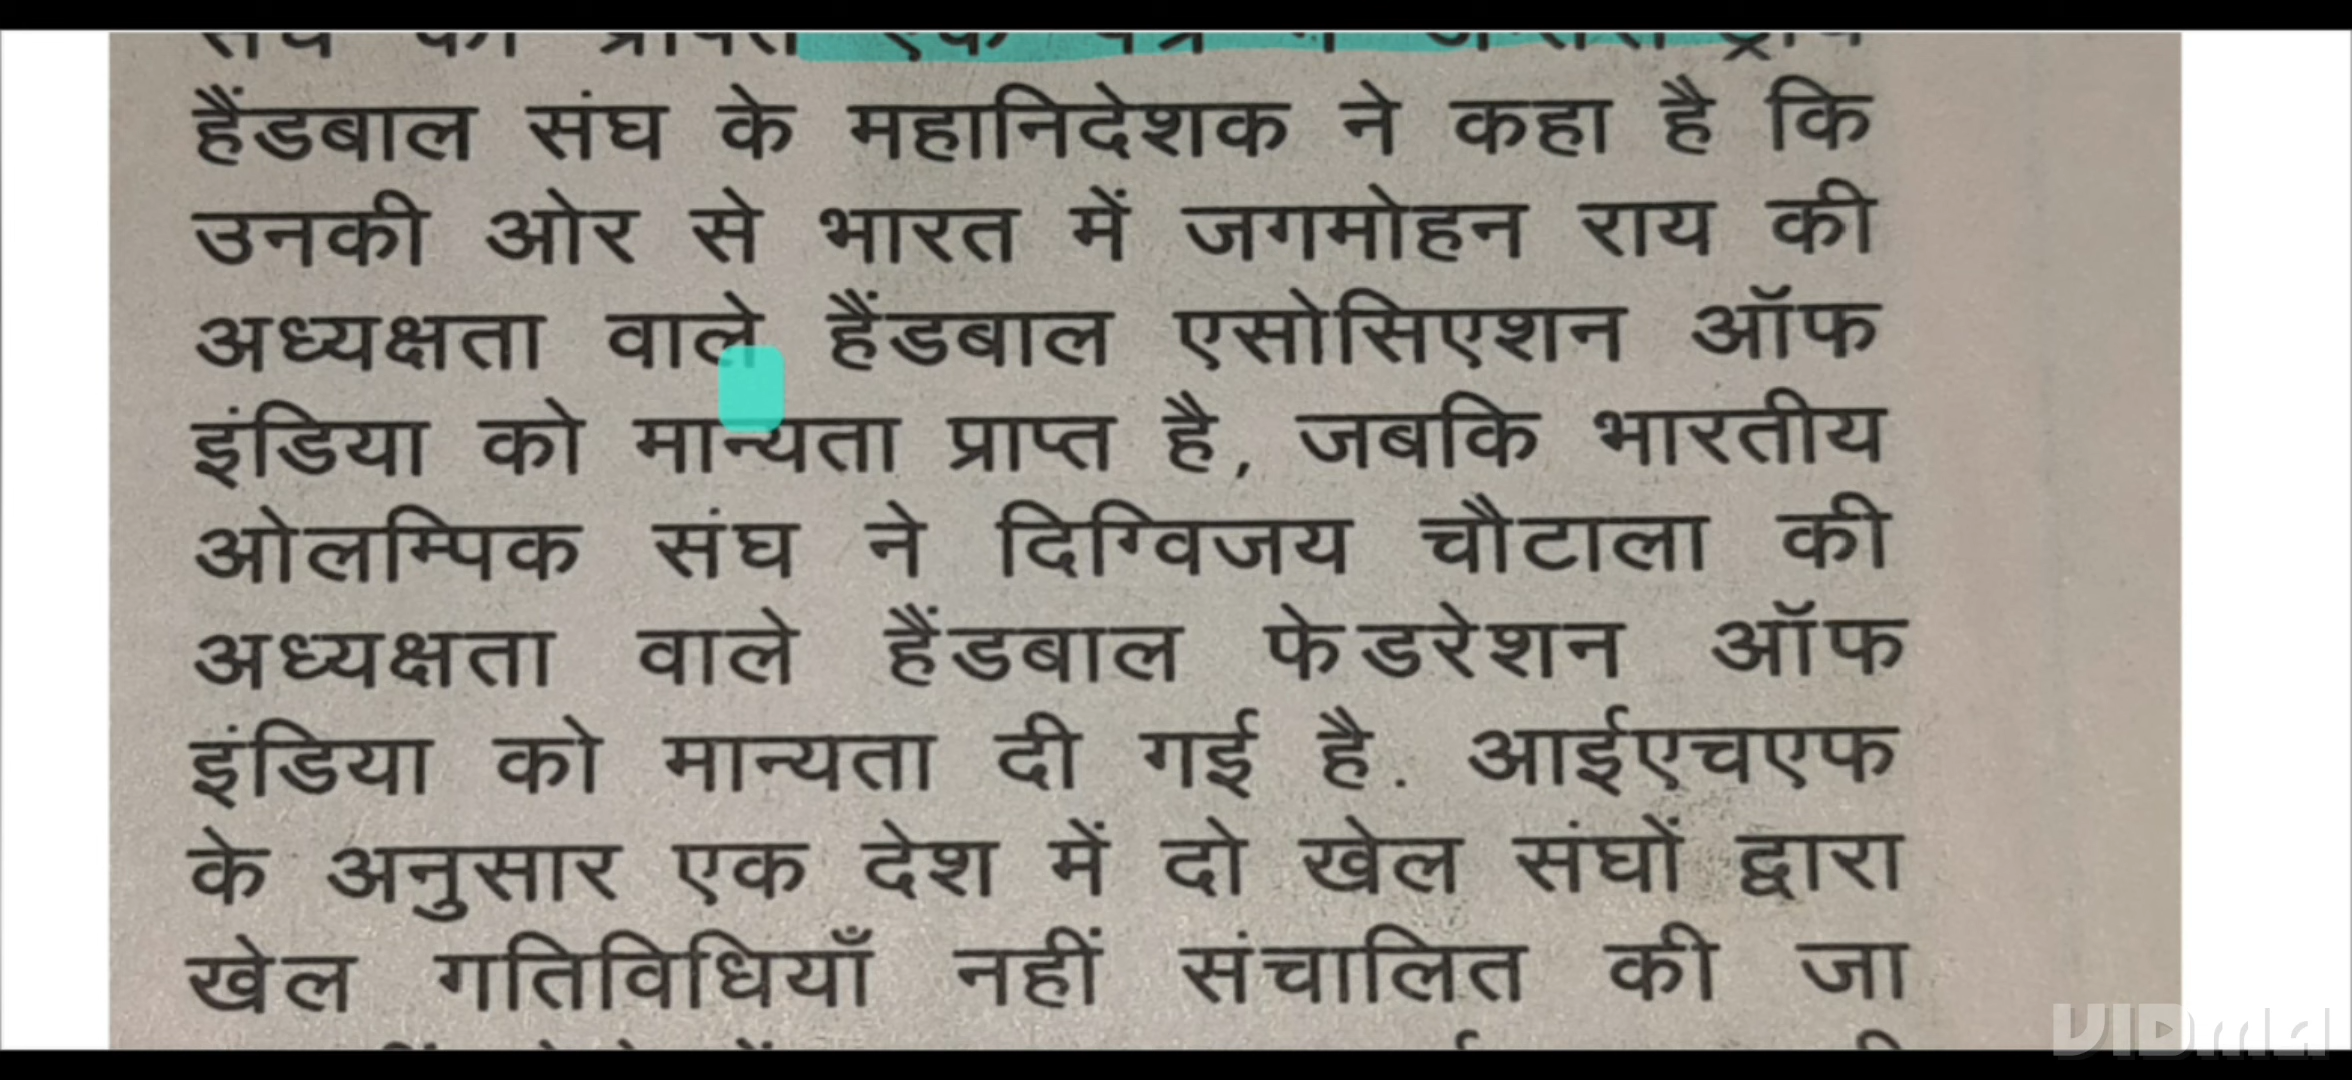 हैंडबाल संघ के महानिदेशक ने कहा है कि
उनकी ओर से भारत में जगमोहन राय की
अध्यक्षता वाले हैंडबाल एसोसिएशन ऑफ
इंडिया को मान्यता प्राप्त है, जबकि भारतीय
ओलम्पिक संघ ने दिग्विजय चौटाला की
अध्यक्षता वाले हैंडबाल फेडरेशन ऑफ
इंडिया को मान्यता दी गई है. आईएचएफ
के अनुसार एक देश में दो खेल संघों द्वारा
खेल गतिविधियाँ नहीं संचालित की जा
VIDma